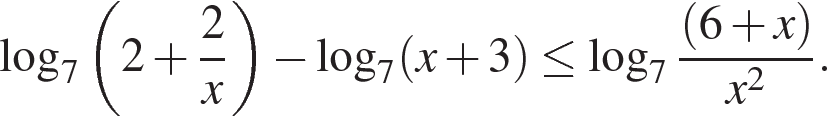 log₇(2 + 2/x) − log₇(x + 3) ≤ log₇ (6 + x)/x².